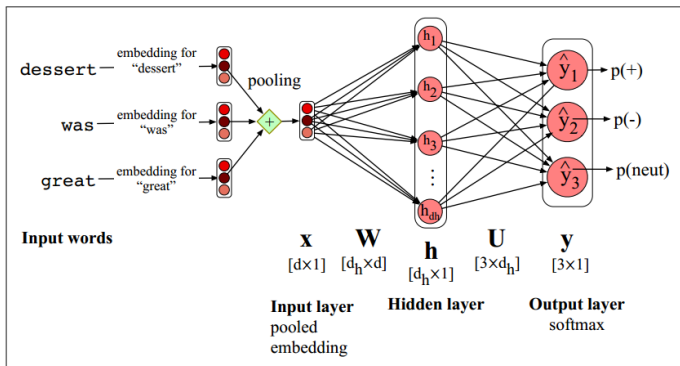 dessert
embedding for
“dessert”
was
embedding for
“was”
great
embedding for
“great”
pooling
+
h1
h2
h3
⋮
hdh
ŷ1
ŷ2
ŷ3
p(+)
p(-)
p(neut)
Input words
x
[d×1]
W
[dh×d]
h
[dh×1]
U
[3×dh]
y
[3×1]
Input layer
pooled
embedding
Hidden layer
Output layer
softmax